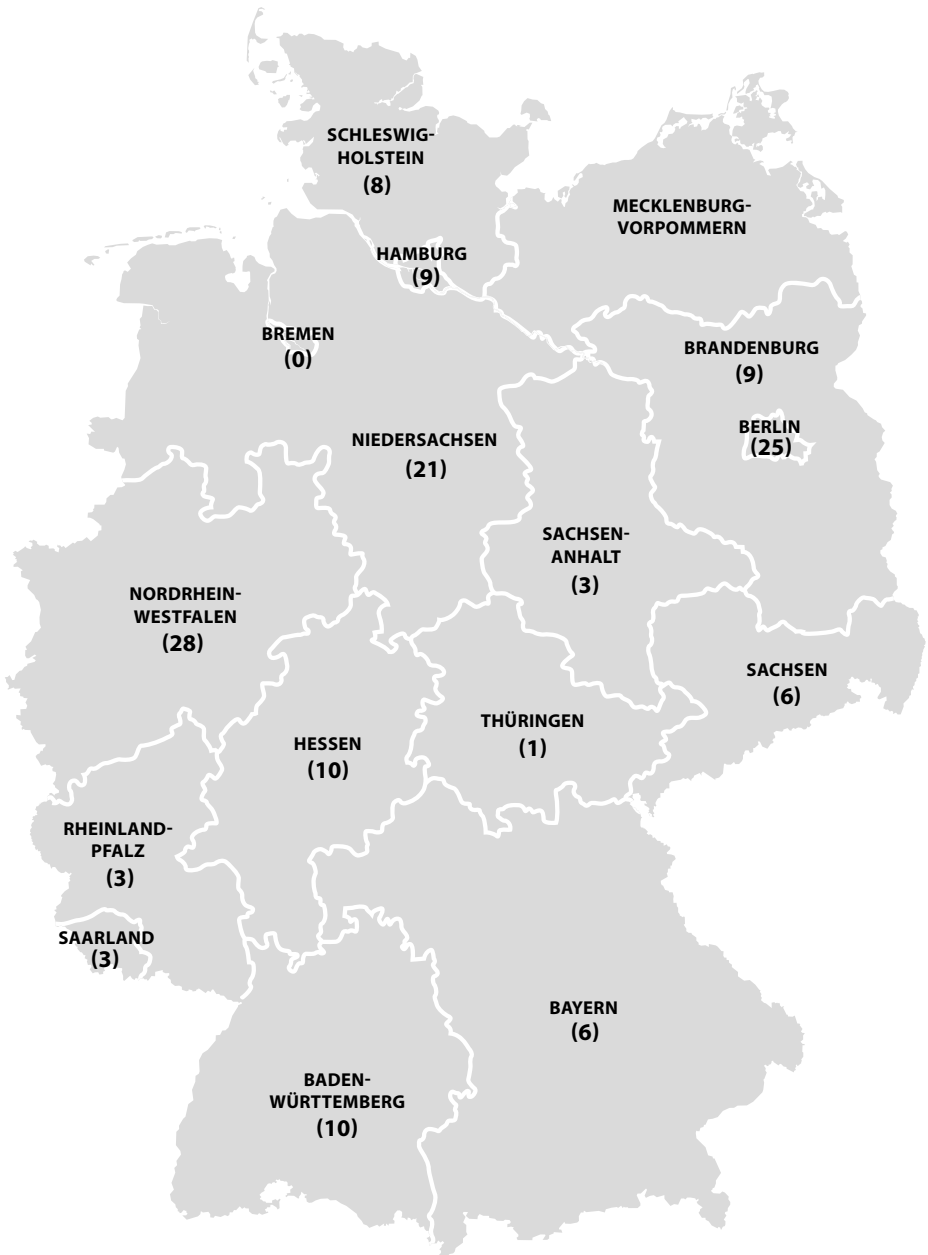 SCHLESWIG-
HOLSTEIN
(8)
MECKLENBURG-
VORPOMMERN
HAMBURG
(9)
BREMEN
(0)
BRANDENBURG
(9)
BERLIN
(25)
NIEDERSACHSEN
(21)
SACHSEN-
ANHALT
(3)
NORDRHEIN-
WESTFALEN
(28)
SACHSEN
(6)
THÜRINGEN
(1)
HESSEN
(10)
RHEINLAND-
PFALZ
(3)
SAARLAND
(3)
BAYERN
(6)
BADEN-
WÜRTTEMBERG
(10)